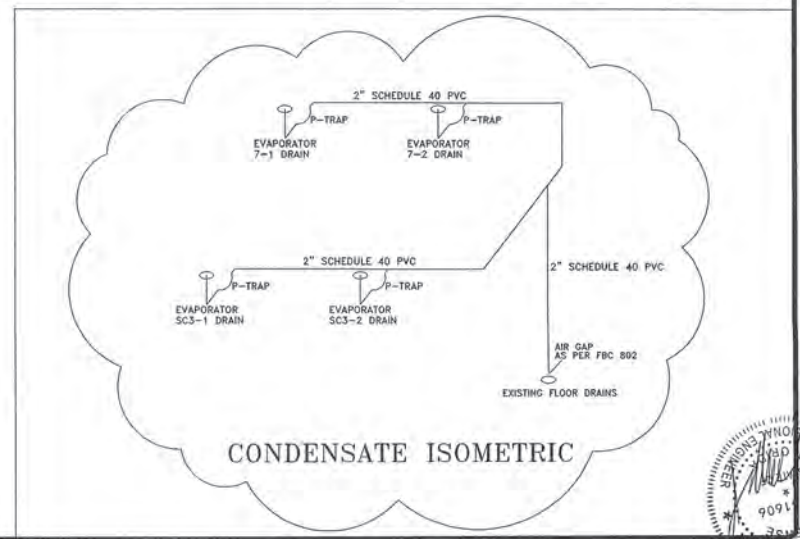 2" SCHEDULE 40 PVC
P-TRAP
P-TRAP
EVAPORATOR
7-1 DRAIN
EVAPORATOR
7-2 DRAIN
2" SCHEDULE 40 PVC
2" SCHEDULE 40 PVC
P-TRAP
P-TRAP
EVAPORATOR
SC3-1 DRAIN
EVAPORATOR
SC3-2 DRAIN
AIR GAP
AS PER FBC 802
EXISTING FLOOR DRAINS
CONDENSATE ISOMETRIC
ENGINEER
1606